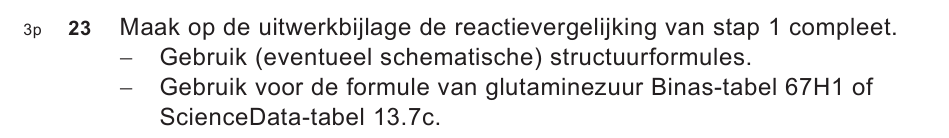 3p 23 Maak op de uitwerkbijlage de reactievergelijking van stap 1 compleet.
– Gebruik (eventueel schematische) structuurformules.
– Gebruik voor de formule van glutaminezuur Binas-tabel 67H1 of
ScienceData-tabel 13.7c.